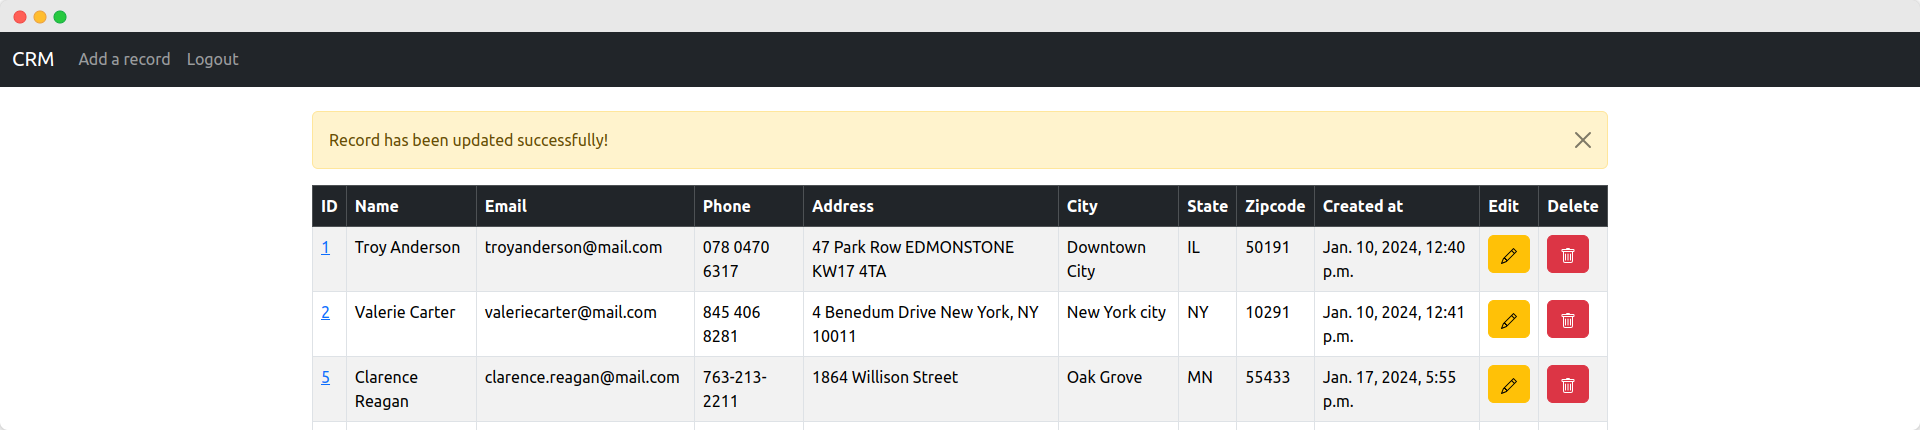 CRM Add a record Logout
Record has been updated successfully!
ID Name Email Phone Address City State Zipcode Created at Edit Delete
1 Troy Anderson troyanderson@mail.com 078 0470 47 Park Row EDMONSTONE Downtown IL 50191 Jan. 10, 2024, 12:40
6317 KW17 4TA City p.m.
2 Valerie Carter valeriecarter@mail.com 845 406 4 Benedum Drive New York, NY New York city NY 10291 Jan. 10, 2024, 12:41
8281 10011 p.m.
5 Clarence clarence.reagan@mail.com 763-213- 1864 Willison Street Oak Grove MN 55433 Jan. 17, 2024, 5:55
Reagan 2211 p.m.